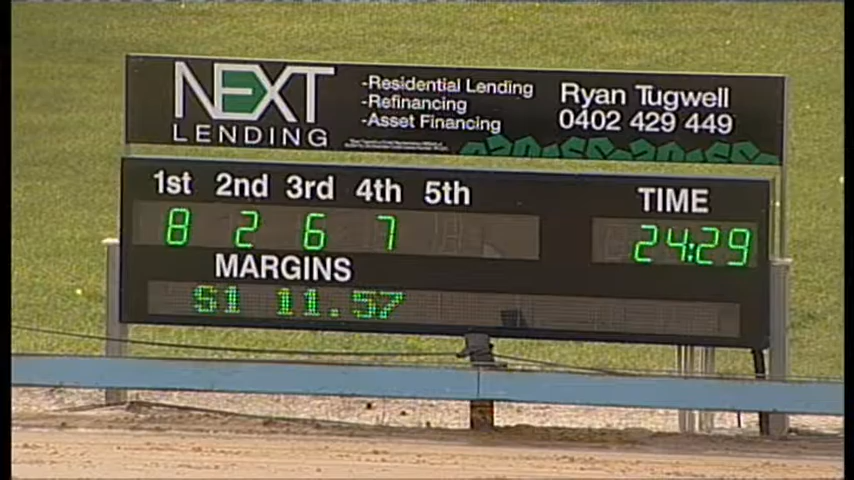 NEXT
LENDING
-Residential Lending
-Refinancing
-Asset Financing
Ryan Tugwell
0402 429 449
1st 2nd 3rd 4th 5th TIME
8 2 6 7 24:29
MARGINS
S1 11.57